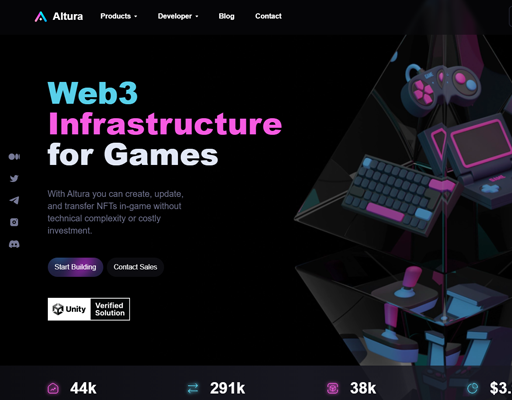 Altura
Products
Developer
Blog
Contact
Web3
Infrastructure
for Games
With Altura you can create, update,
and transfer NFTs in-game without
technical complexity or costly
investment.
Start Building
Contact Sales
Unity
Verified
Solution
44k
291k
38k
$3.